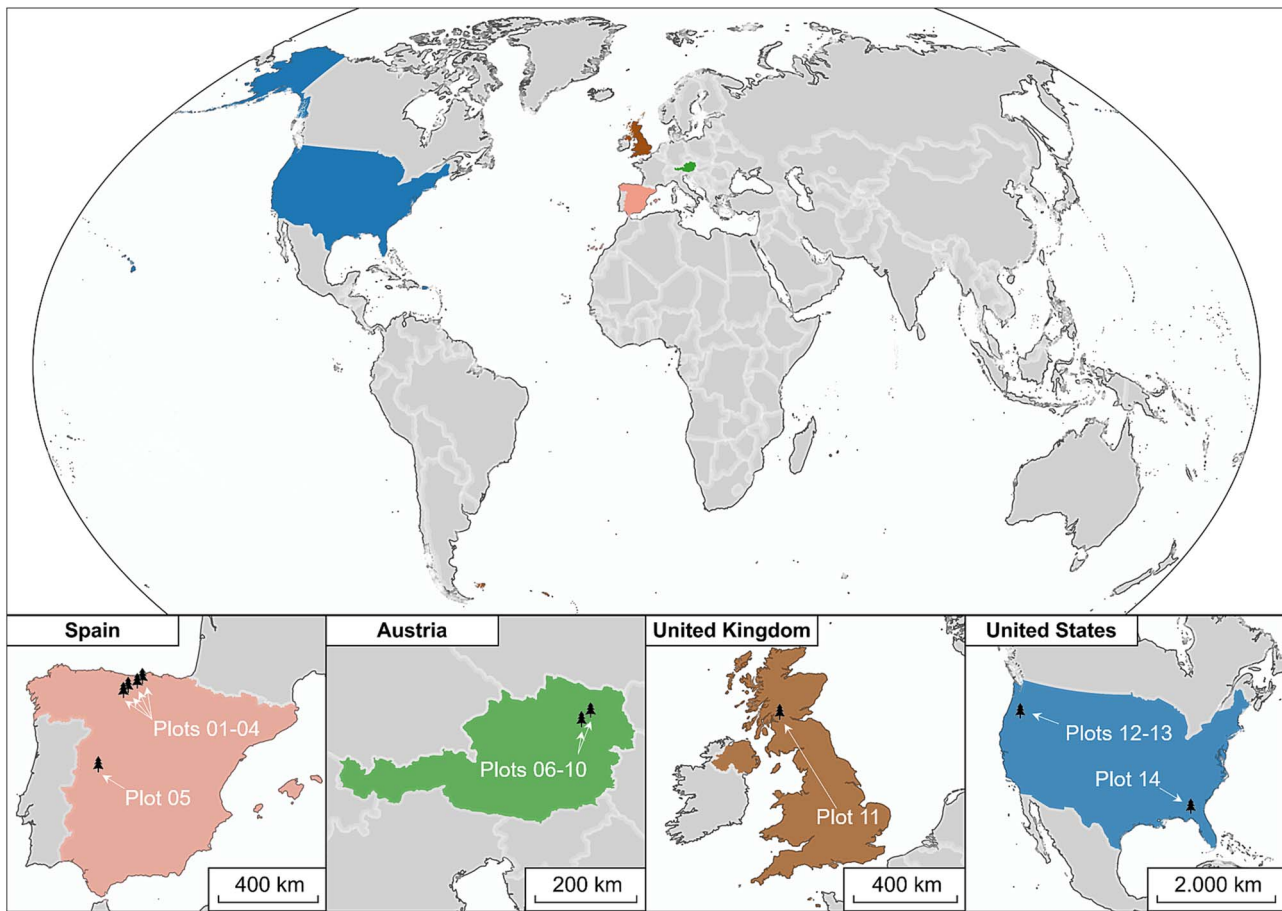 Spain
Plots 01-04
Plot 05
400 km
Austria
Plots 06-10
200 km
United Kingdom
Plot 11
400 km
United States
Plots 12-13
Plot 14
2.000 km